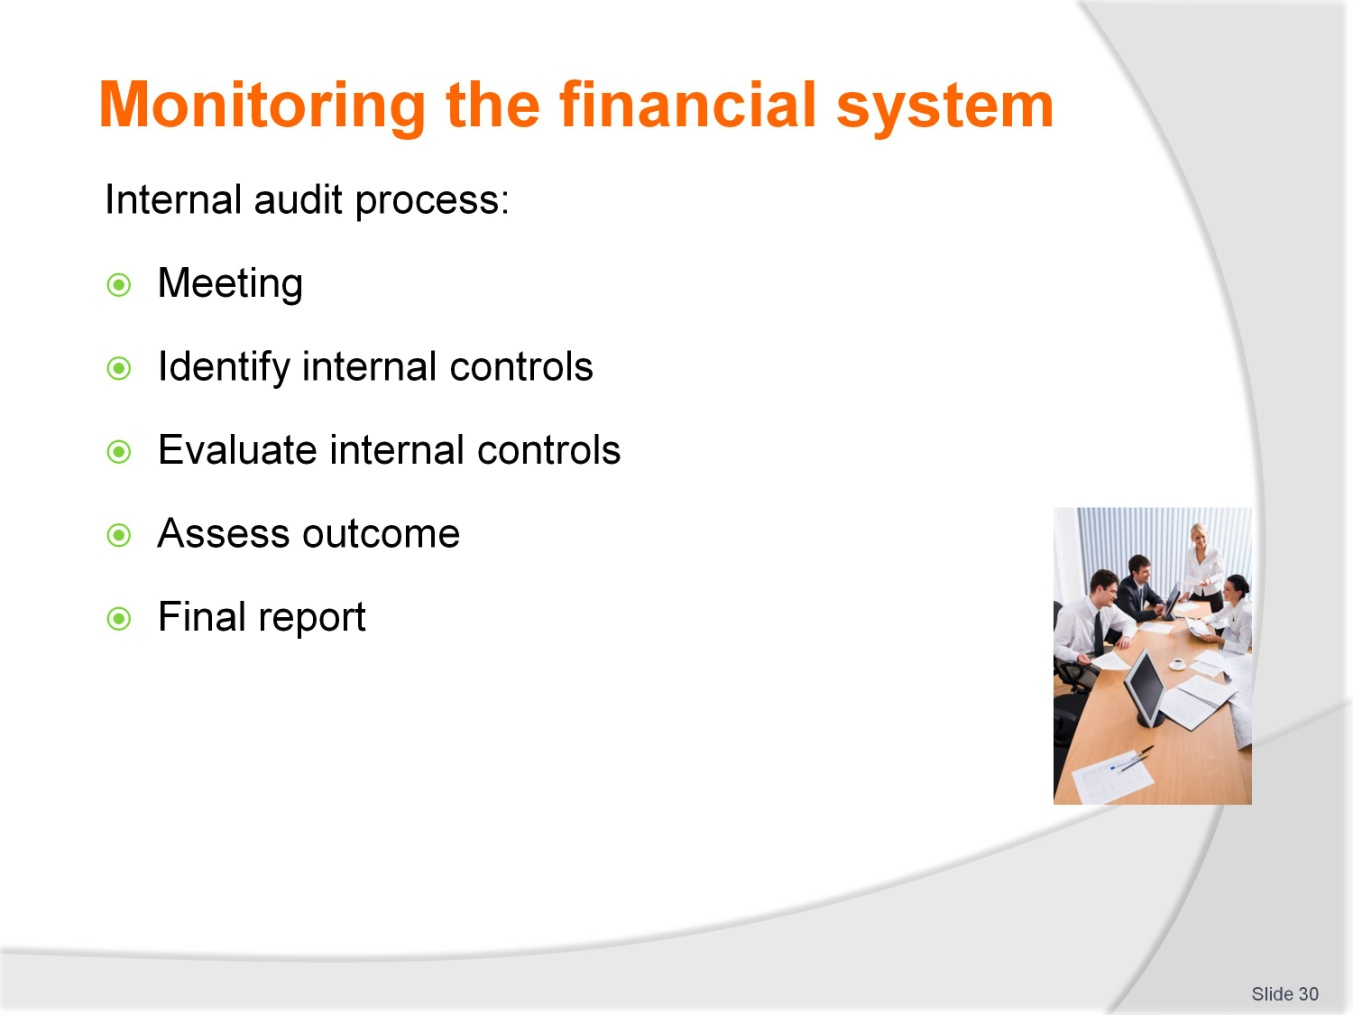 Monitoring the financial system
Internal audit process:
Meeting
Identify internal controls
Evaluate internal controls
Assess outcome
Final report
Slide 30